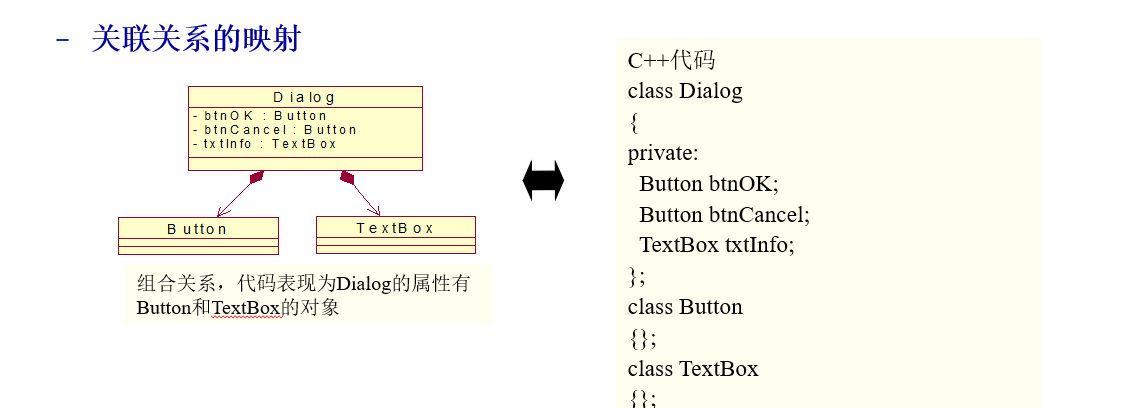 – 关联关系的映射
Dialog
- btnOK : Button
- btnCancel : Button
- txtInfo : TextBox
Button
TextBox
组合关系，代码表现为Dialog的属性有
Button和TextBox的对象
C++代码
class Dialog
{
private:
Button btnOK;
Button btnCancel;
TextBox txtInfo;
};
class Button
{};
class TextBox
{};